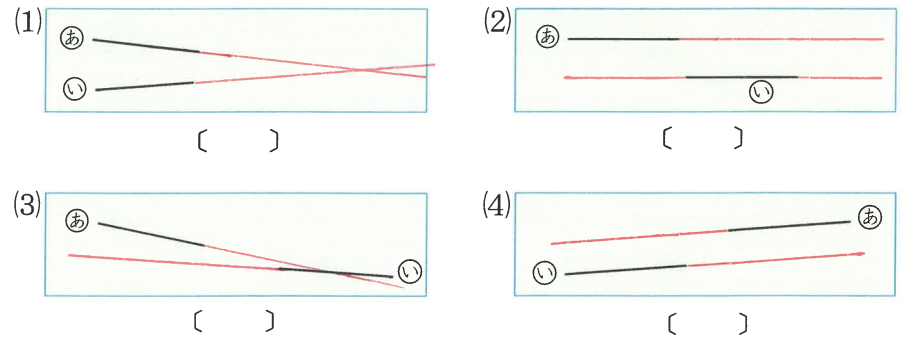 (1) あ い
〔 〕
(2) あ い
〔 〕
(3) あ い
〔 〕
(4) あ い
〔 〕